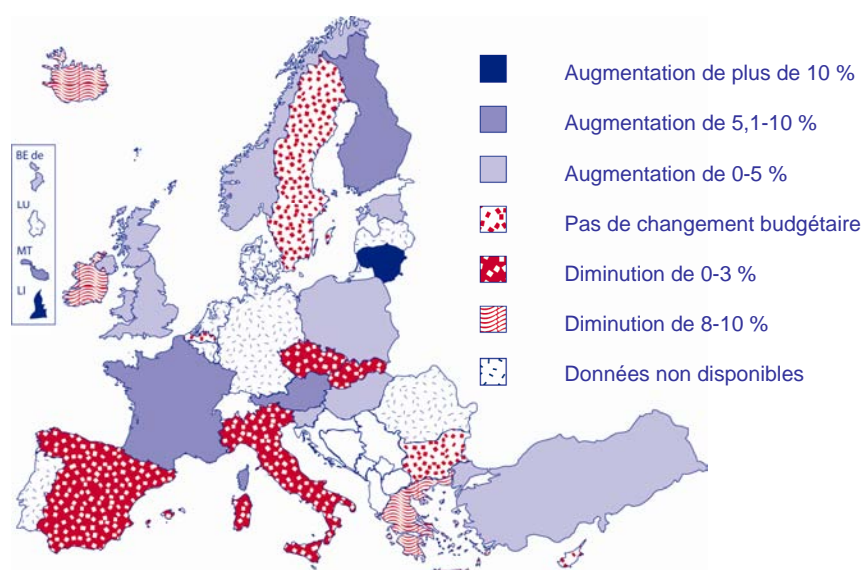 BE de
LU
MT
LI
Augmentation de plus de 10 %
Augmentation de 5,1-10 %
Augmentation de 0-5 %
Pas de changement budgétaire
Diminution de 0-3 %
Diminution de 8-10 %
Données non disponibles